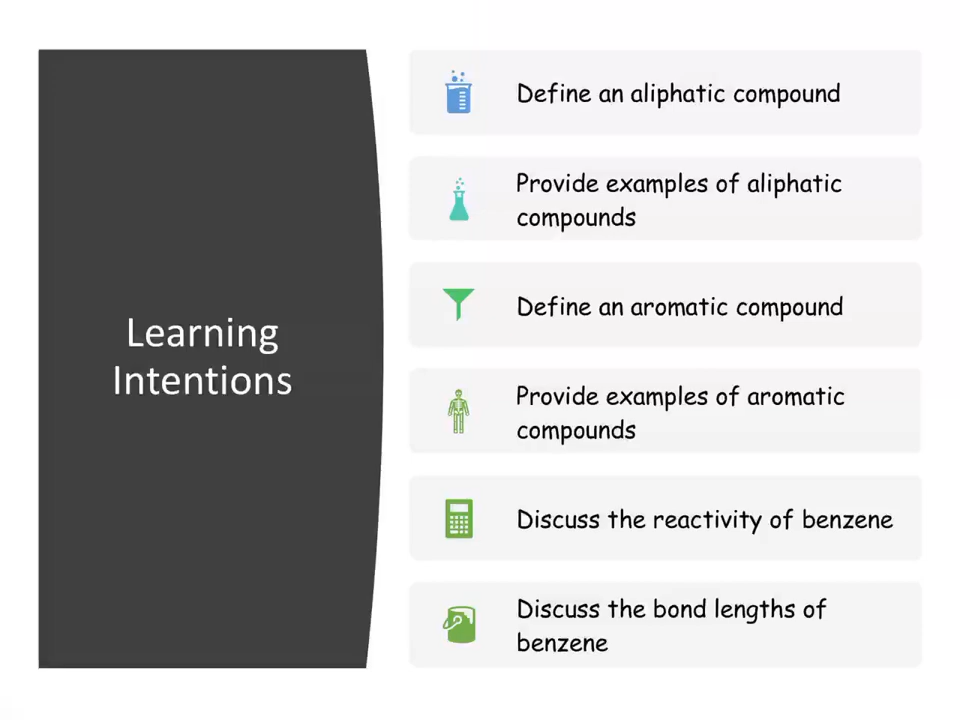 Learning
Intentions
Define an aliphatic compound
Provide examples of aliphatic
compounds
Define an aromatic compound
Provide examples of aromatic
compounds
Discuss the reactivity of benzene
Discuss the bond lengths of
benzene